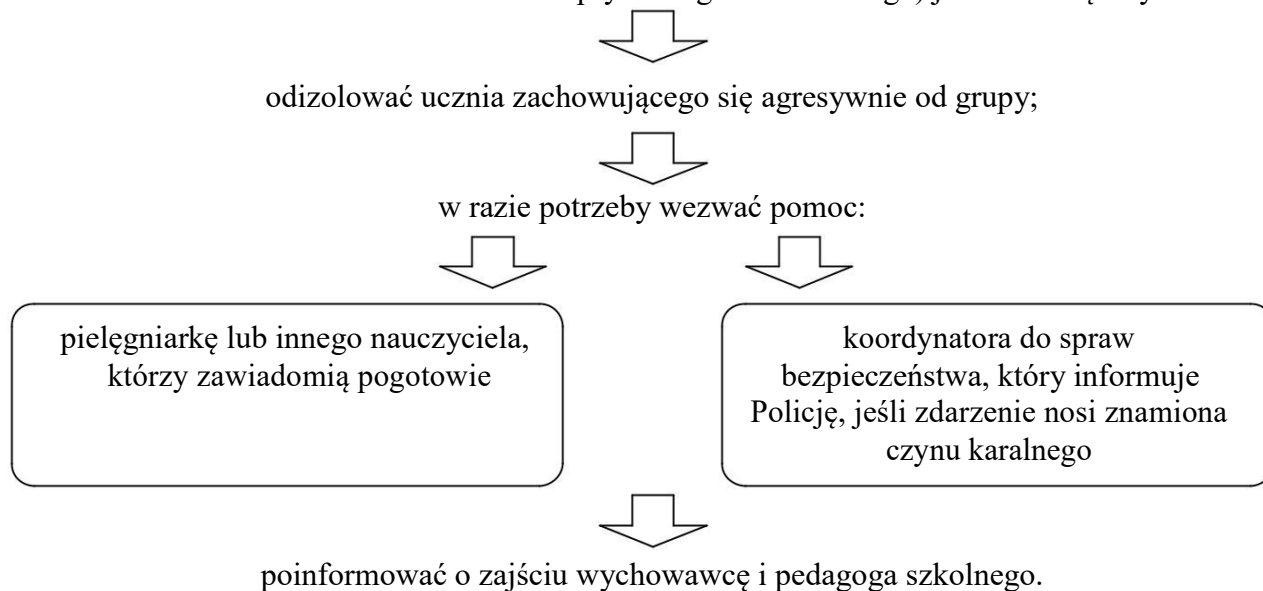 odizolować ucznia zachowującego się agresywnie od grupy;
w razie potrzeby wezwać pomoc:
pielęgniarkę lub innego nauczyciela,
którzy zawiadomią pogotowie
koordynatora do spraw
bezpieczeństwa, który informuje
Policję, jeśli zdarzenie nosi znamiona
czynu karalnego
poinformować o zajściu wychowawcę i pedagoga szkolnego.